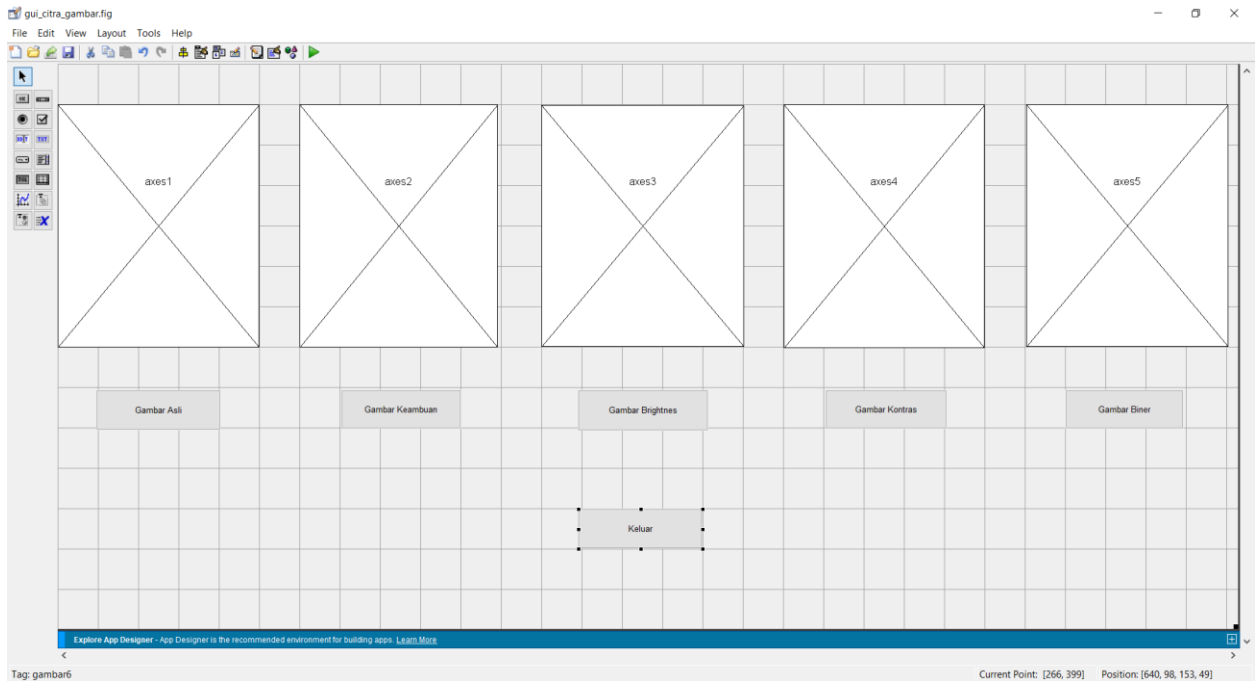 gui_citra_gambar.fig
File Edit View Layout Tools Help
axes1 axes2 axes3 axes4 axes5
Gambar Asli Gambar Keambuan Gambar Brightnes Gambar Kontras Gambar Biner
Keluar
Explore App Designer - App Designer is the recommended environment for building apps. Learn More
Tag: gambar6 Current Point: [266, 399] Position: [640, 98, 153, 49]